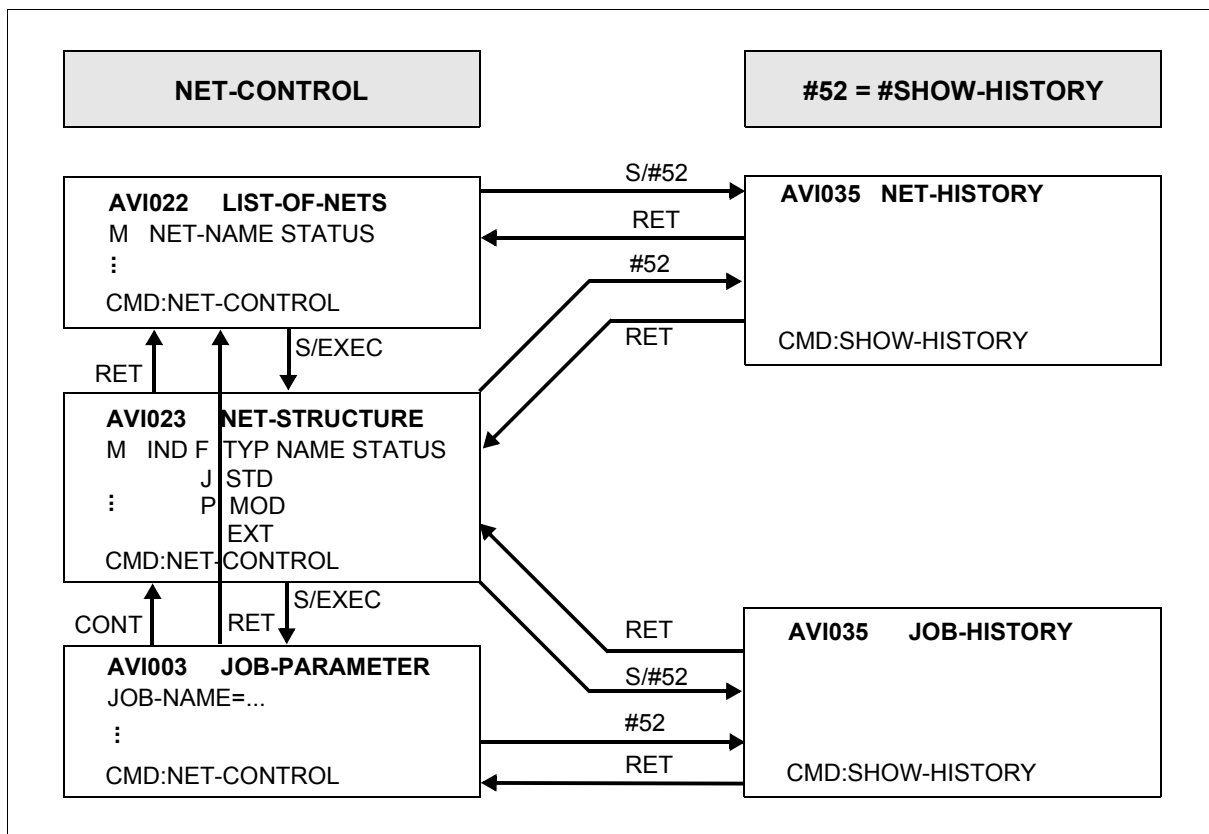 NET-CONTROL
#52 = #SHOW-HISTORY
AVI022 LIST-OF-NETS
M NET-NAME STATUS
⋮
CMD:NET-CONTROL
S/#52
RET
#52
RET
AVI035 NET-HISTORY
CMD:SHOW-HISTORY
RET
S/EXEC
AVI023 NET-STRUCTURE
M IND F TYP NAME STATUS
J STD
⋮ P MOD
EXT
CMD:NET-CONTROL
CONT
RET
S/EXEC
AVI003 JOB-PARAMETER
JOB-NAME=...
⋮
CMD:NET-CONTROL
RET
S/#52
#52
RET
AVI035 JOB-HISTORY
CMD:SHOW-HISTORY